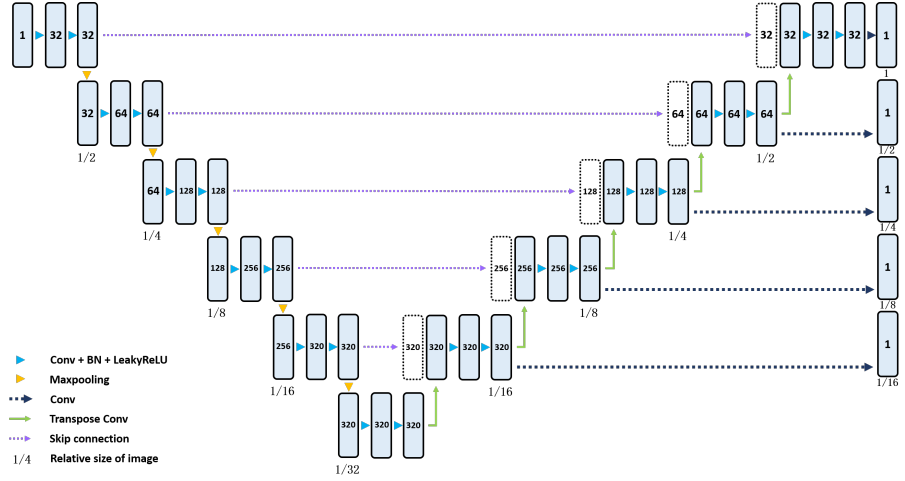 1 32 32 32 32 32 32 1
1
32 64 64 64 64 64 64 1
1/2 1/2 1/2
64 128 128 128 128 128 128 1
1/4 1/4 1/4
128 256 256 256 256 256 256 1
1/8 1/8 1/8
256 320 320 320 320 320 320 1
1/16 1/16 1/16
320 320 320
1/32
Conv + BN + LeakyReLU
Maxpooling
Conv
Transpose Conv
Skip connection
1/4 Relative size of image